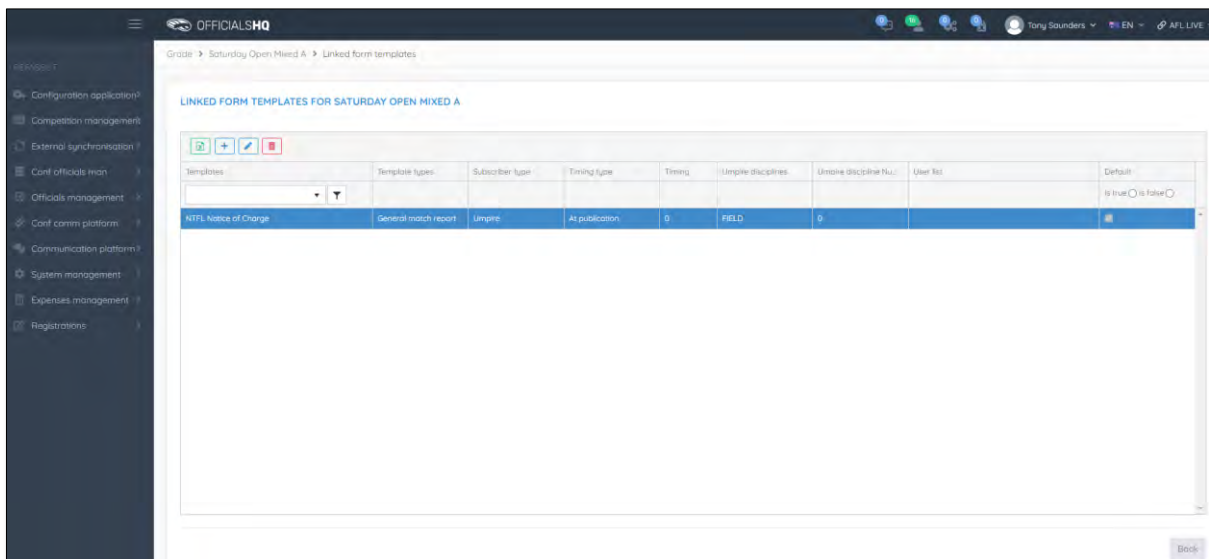 OFFICIALSHQ
Tony Saunders
EN
AFL LIVE
Grade > Saturday Open Mixed A > Linked form templates
Configuration application
Competition management
External synchronisation
Conf officials man
Officials management
Conf comm platform
Communication platform
System management
Expenses management
Registrations
LINKED FORM TEMPLATES FOR SATURDAY OPEN MIXED A
Templates Template types Subscriber type Timing type Timing Umpire disciplines Umpire discipline Nu... User list Default
is true is false
NTFL Notice of Charge General match report Umpire At publication 0 FIELD 0
Back